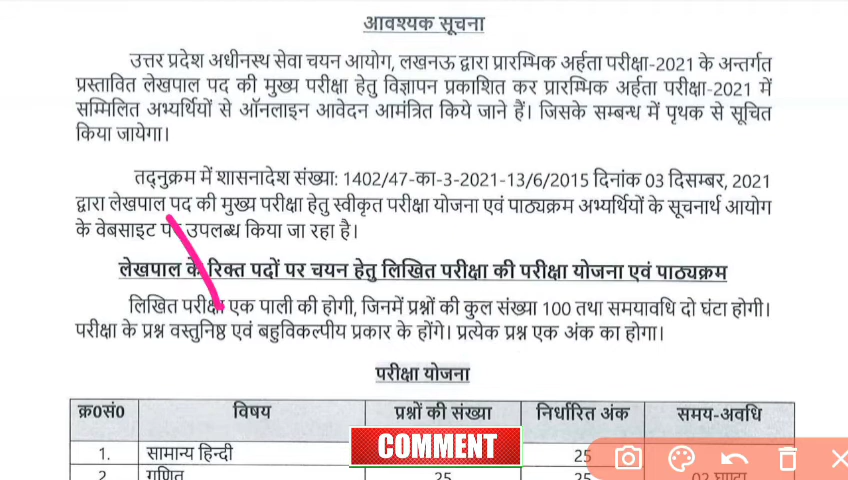 आवश्यक सूचना
उत्तर प्रदेश अधीनस्थ सेवा चयन आयोग, लखनऊ द्वारा प्रारम्भिक अर्हता परीक्षा-2021 के अन्तर्गत
प्रस्तावित लेखपाल पद की मुख्य परीक्षा हेतु विज्ञापन प्रकाशित कर प्रारम्भिक अर्हता परीक्षा-2021 में
सम्मिलित अभ्यर्थियों से ऑनलाइन आवेदन आमंत्रित किये जाने हैं। जिसके सम्बन्ध में पृथक से सूचित
किया जायेगा।
तद्नुक्रम में शासनादेश संख्या: 1402/47-का-3-2021-13/6/2015 दिनांक 03 दिसम्बर, 2021
द्वारा लेखपाल पद की मुख्य परीक्षा हेतु स्वीकृत परीक्षा योजना एवं पाठ्यक्रम अभ्यर्थियों के सूचनार्थ आयोग
के वेबसाइट पर उपलब्ध किया जा रहा है।
लेखपाल के रिक्त पदों पर चयन हेतु लिखित परीक्षा की परीक्षा योजना एवं पाठ्यक्रम
लिखित परीक्षा एक पाली की होगी, जिनमें प्रश्नों की कुल संख्या 100 तथा समयावधि दो घंटा होगी।
परीक्षा के प्रश्न वस्तुनिष्ठ एवं बहुविकल्पीय प्रकार के होंगे। प्रत्येक प्रश्न एक अंक का होगा।
परीक्षा योजना
क्र0सं0 विषय प्रश्नों की संख्या निर्धारित अंक समय-अवधि
1. सामान्य हिन्दी 25
COMMENT
2. गणित 25 25 02 घण्टा